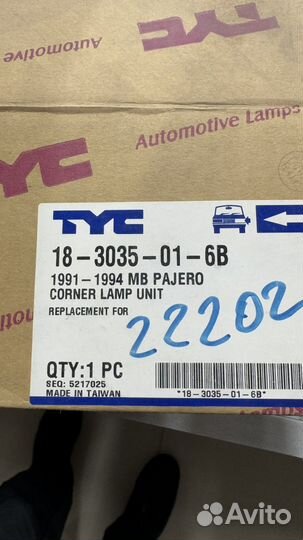 TYC
Automotive
TYC
Automotive Lamps
TYC
18-3035-01-6B
1991-1994 MB PAJERO
CORNER LAMP UNIT
REPLACEMENT FOR
22202
QTY:1 PC
SEQ: 5217025
MADE IN TAIWAN
*18-3035-01-6B*
Avito